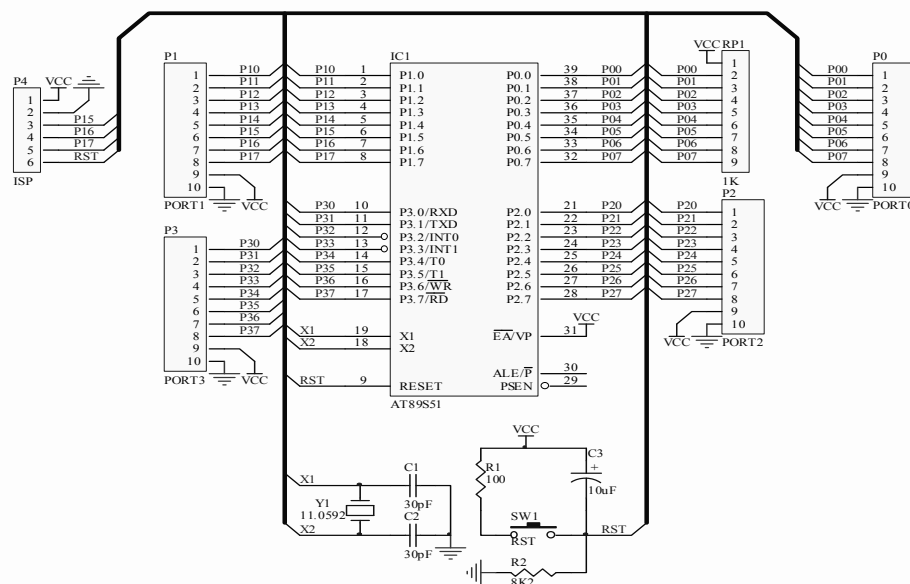 P4
VCC
1
2
3 P15
4 P16
5 P17
6 RST
ISP
P1
1 P10
2 P11
3 P12
4 P13
5 P14
6 P15
7 P16
8 P17
9
10
VCC
PORT1
P3
1 P30
2 P31
3 P32
4 P33
5 P34
6 P35
7 P36
8 P37
9
10
VCC
PORT3
IC1
P10 1 P1.0
P11 2 P1.1
P12 3 P1.2
P13 4 P1.3
P14 5 P1.4
P15 6 P1.5
P16 7 P1.6
P17 8 P1.7
P30 10 P3.0/RXD
P31 11 P3.1/TXD
P32 12 P3.2/INT0
P33 13 P3.3/INT1
P34 14 P3.4/T0
P35 15 P3.5/T1
P36 16 P3.6/WR
P37 17 P3.7/RD
X1 19 X1
X2 18 X2
RST 9 RESET
P0.0 39 P00
P0.1 38 P01
P0.2 37 P02
P0.3 36 P03
P0.4 35 P04
P0.5 34 P05
P0.6 33 P06
P0.7 32 P07
P2.0 21 P20
P2.1 22 P21
P2.2 23 P22
P2.3 24 P23
P2.4 25 P24
P2.5 26 P25
P2.6 27 P26
P2.7 28 P27
EA/VP 31
VCC
ALE/P 30
PSEN 29
AT89S51
RP1
VCC
1
P00 2
P01 3
P02 4
P03 5
P04 6
P05 7
P06 8
P07 9
1K
P2
P20 1
P21 2
P22 3
P23 4
P24 5
P25 6
P26 7
P27 8
9
10
VCC
PORT2
P0
P00 1
P01 2
P02 3
P03 4
P04 5
P05 6
P06 7
P07 8
9
10
VCC
PORT0
X1
Y1
11.0592
X2
C1
30pF
C2
30pF
VCC
R1
100
C3
+
10uF
SW1
RST
RST
R2
8K2